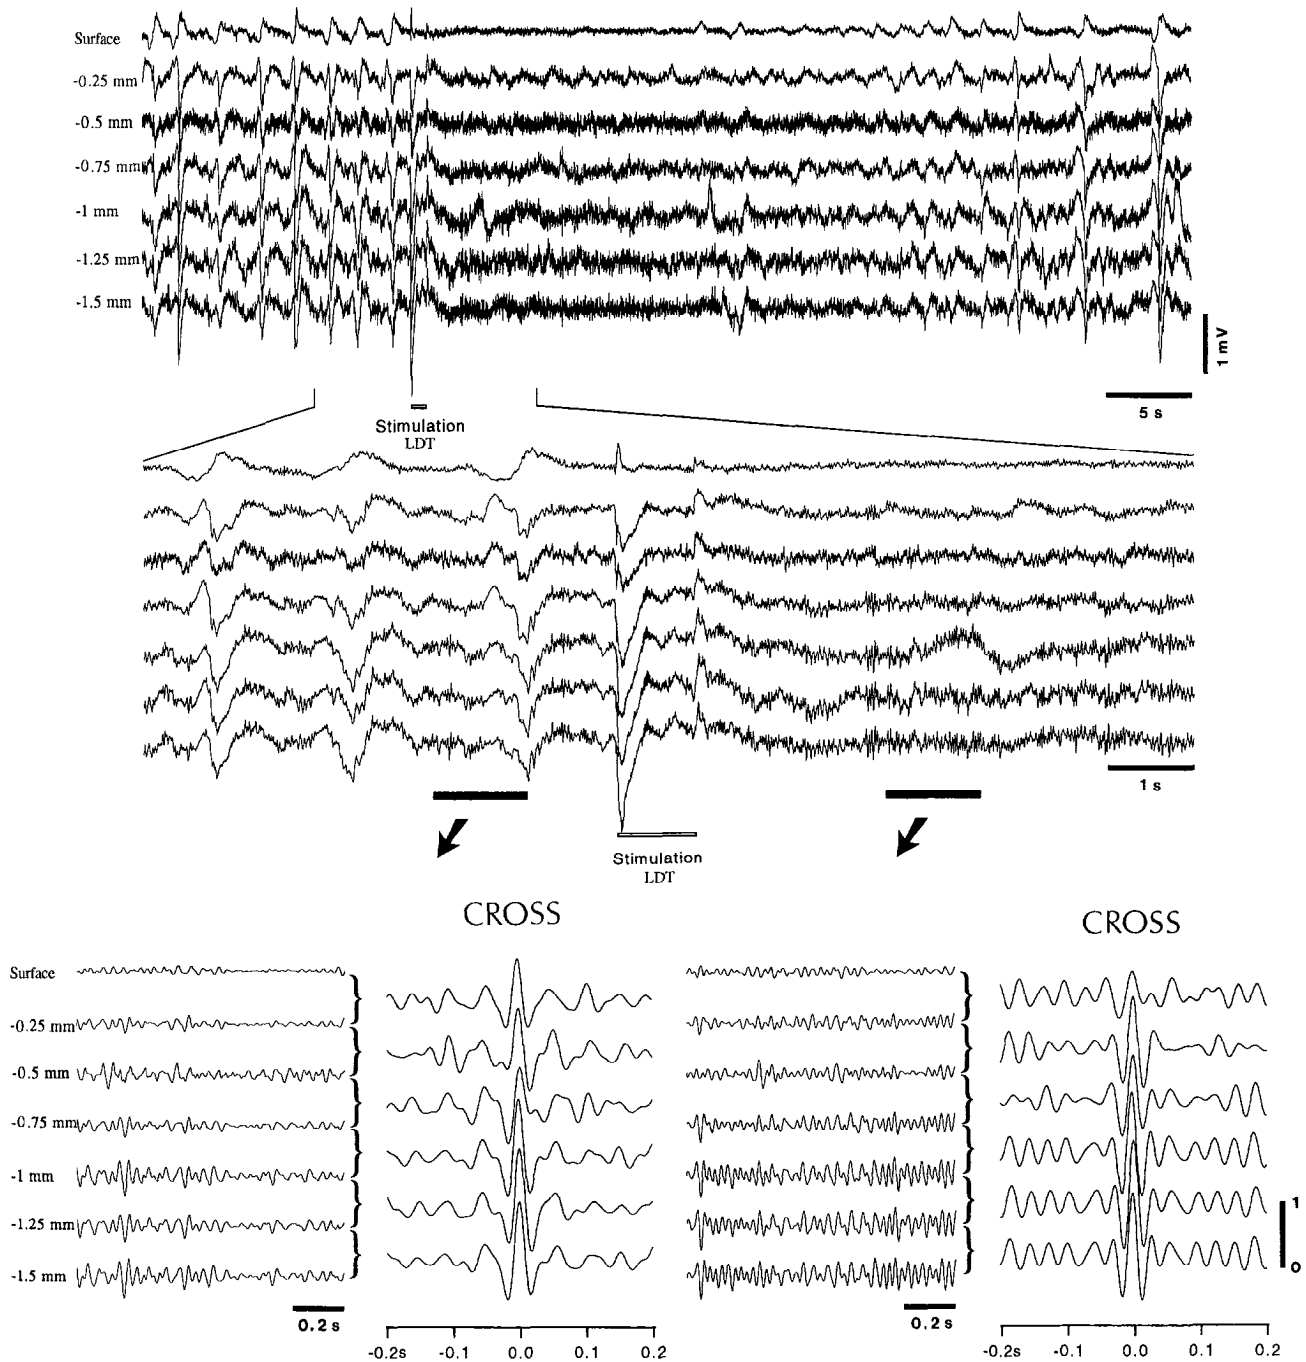 Surface
-0.25 mm
-0.5 mm
-0.75 mm
-1 mm
-1.25 mm
-1.5 mm
1 mV
5 s
Stimulation
LDT
1 s
Stimulation
LDT
CROSS
CROSS
Surface
-0.25 mm
-0.5 mm
-0.75 mm
-1 mm
-1.25 mm
-1.5 mm
1
0
0.2 s
0.2 s
-0.2s -0.1 0.0 0.1 0.2
-0.2s -0.1 0.0 0.1 0.2